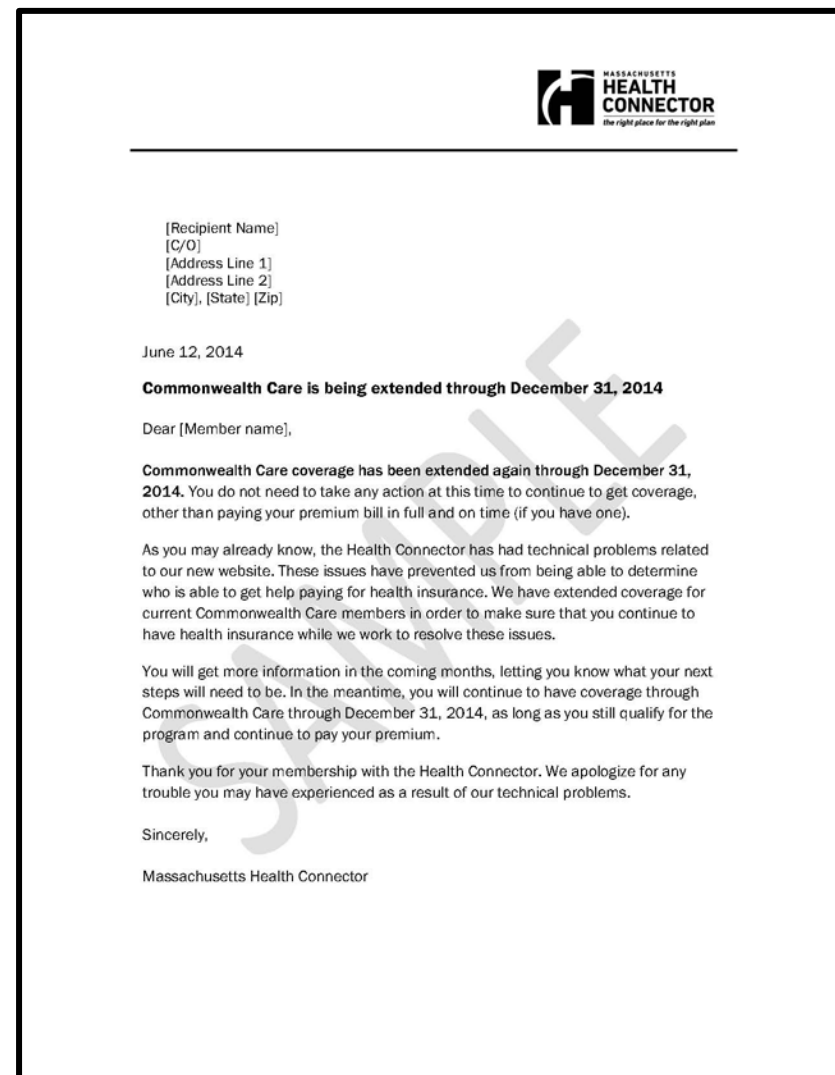 MASSACHUSETTS
HEALTH
CONNECTOR
the right place for the right plan
[Recipient Name]
[C/O]
[Address Line 1]
[Address Line 2]
[City], [State] [Zip]
June 12, 2014
Commonwealth Care is being extended through December 31, 2014
Dear [Member name],
Commonwealth Care coverage has been extended again through December 31,
2014. You do not need to take any action at this time to continue to get coverage,
other than paying your premium bill in full and on time (if you have one).
As you may already know, the Health Connector has had technical problems related
to our new website. These issues have prevented us from being able to determine
who is able to get help paying for health insurance. We have extended coverage for
current Commonwealth Care members in order to make sure that you continue to
have health insurance while we work to resolve these issues.
You will get more information in the coming months, letting you know what your next
steps will need to be. In the meantime, you will continue to have coverage through
Commonwealth Care through December 31, 2014, as long as you still qualify for the
program and continue to pay your premium.
Thank you for your membership with the Health Connector. We apologize for any
trouble you may have experienced as a result of our technical problems.
Sincerely,
Massachusetts Health Connector
SAMPLE